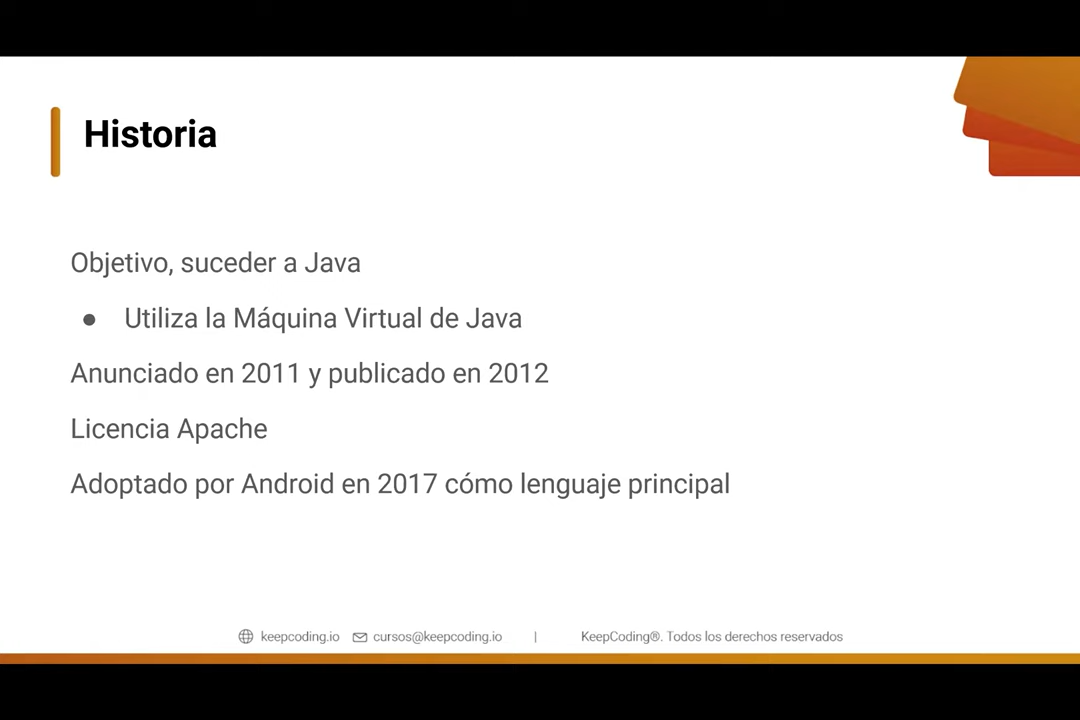 Historia
Objetivo, suceder a Java
● Utiliza la Máquina Virtual de Java
Anunciado en 2011 y publicado en 2012
Licencia Apache
Adoptado por Android en 2017 cómo lenguaje principal
keepcoding.io cursos@keepcoding.io | KeepCoding®. Todos los derechos reservados